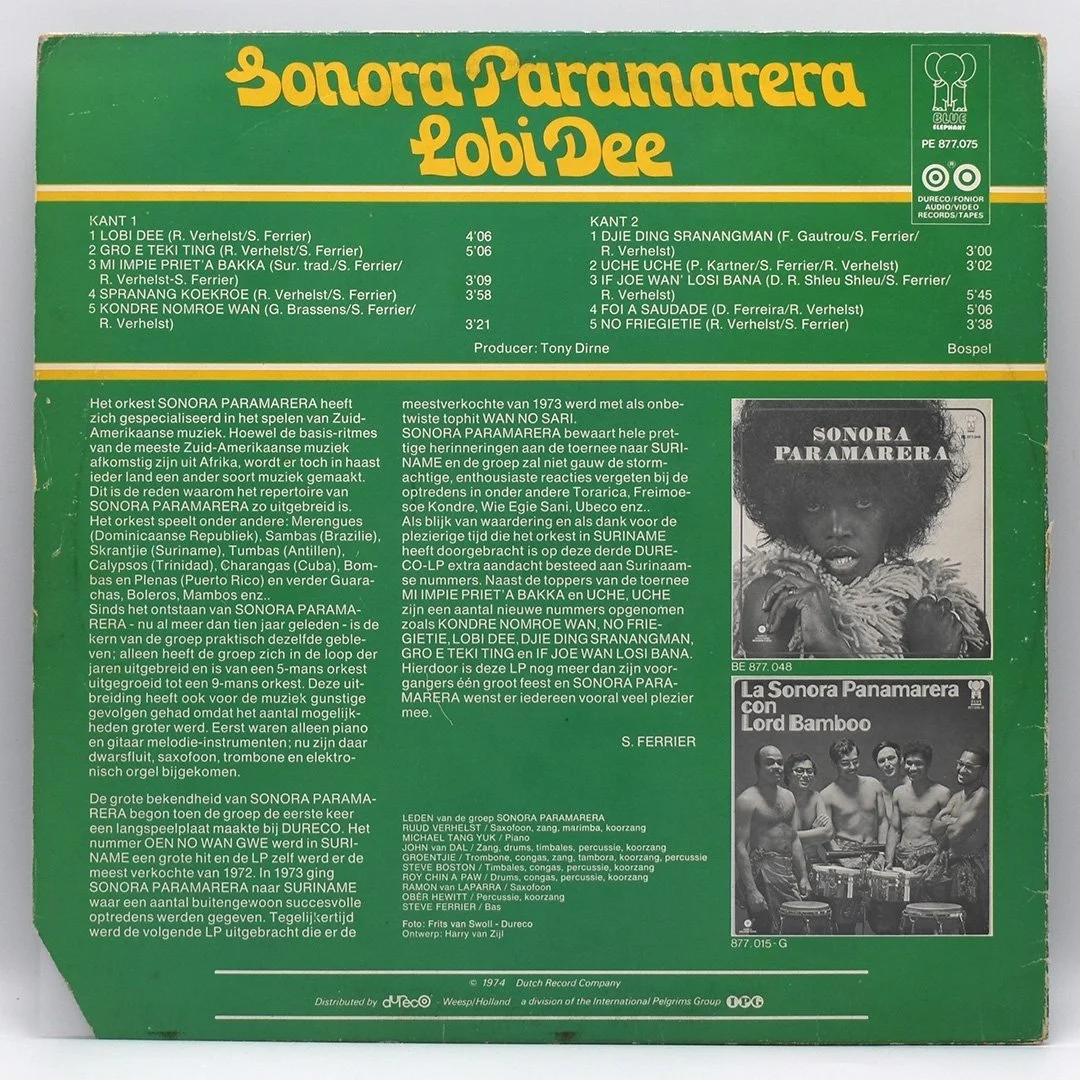 Sonora Paramarera
Lobi Dee
BLUE
ELEPHANT
PE 877.075
DURECO/FONIOR
AUDIO/VIDEO
RECORDS/TAPES
KANT 1
1 LOBI DEE (R. Verhelst/S. Ferrier) 4'06
2 GRO E TEKI TING (R. Verhelst/S. Ferrier) 5'06
3 MI IMPIE PRIET'A BAKKA (Sur. trad./S. Ferrier/
R. Verhelst-S. Ferrier) 3'09
4 SPRANANG KOEKROE (R. Verhelst/S. Ferrier) 3'58
5 KONDRE NOMROE WAN (G. Brassens/S. Ferrier/
R. Verhelst) 3'21
KANT 2
1 DJIE DING SRANANGMAN (F. Gautrou/S. Ferrier/
R. Verhelst) 3'00
2 UCHE UCHE (P. Kartner/S. Ferrier/R. Verhelst) 3'02
3 IF JOE WAN' LOSI BANA (D. R. Shleu Shleu/S. Ferrier/
R. Verhelst) 5'45
4 FOI A SAUDADE (D. Ferreira/R. Verhelst) 5'06
5 NO FRIEGIETIE (R. Verhelst/S. Ferrier) 3'38
Producer: Tony Dirne
Bospel
Het orkest SONORA PARAMARERA heeft
zich gespecialiseerd in het spelen van Zuid-
Amerikaanse muziek. Hoewel de basis-ritmes
van de meeste Zuid-Amerikaanse muziek
afkomstig zijn uit Afrika, wordt er toch in haast
ieder land een ander soort muziek gemaakt.
Dit is de reden waarom het repertoire van
SONORA PARAMARERA zo uitgebreid is.
Het orkest speelt onder andere: Merengues
(Dominicaanse Republiek), Sambas (Brazilie),
Skrantjie (Suriname), Tumbas (Antillen),
Calypsos (Trinidad), Charangas (Cuba), Bom-
bas en Plenas (Puerto Rico) en verder Guara-
chas, Boleros, Mambos enz..
Sinds het ontstaan van SONORA PARAMA-
RERA - nu al meer dan tien jaar geleden - is de
kern van de groep praktisch dezelfde geble-
ven; alleen heeft de groep zich in de loop der
jaren uitgebreid en is van een 5-mans orkest
uitgegroeid tot een 9-mans orkest. Deze uit-
breiding heeft ook voor de muziek gunstige
gevolgen gehad omdat het aantal mogelijk-
heden groter werd. Eerst waren alleen piano
en gitaar melodie-instrumenten; nu zijn daar
dwarsfluit, saxofoon, trombone en elektro-
nisch orgel bijgekomen.
De grote bekendheid van SONORA PARAMA-
RERA begon toen de groep de eerste keer
een langspeelplaat maakte bij DURECO. Het
nummer OEN NO WAN GWE werd in SURI-
NAME een grote hit en de LP zelf werd er de
meest verkochte van 1972. In 1973 ging
SONORA PARAMARERA naar SURINAME
waar een aantal buitengewoon succesvolle
optredens werden gegeven. Tegelijkertijd
werd de volgende LP uitgebracht die er de
meestverkochte van 1973 werd met als onbe-
twiste tophit WAN NO SARI.
SONORA PARAMARERA bewaart hele pret-
tige herinneringen aan de toernee naar SURI-
NAME en de groep zal niet gauw de storm-
achtige, enthousiaste reacties vergeten bij de
optredens in onder andere Torarica, Freimoe-
soe Kondre, Wie Egie Sani, Ubeco enz..
Als blijk van waardering en als dank voor de
plezierige tijd die het orkest in SURINAME
heeft doorgebracht is op deze derde DURE-
CO-LP extra aandacht besteed aan Surinaam-
se nummers. Naast de toppers van de toernee
MI IMPIE PRIET'A BAKKA en UCHE, UCHE
zijn een aantal nieuwe nummers opgenomen
zoals KONDRE NOMROE WAN, NO FRIE-
GIETIE, LOBI DEE, DJIE DING SRANANGMAN,
GRO E TEKI TING en IF JOE WAN LOSI BANA.
Hierdoor is deze LP nog meer dan zijn voor-
gangers één groot feest en SONORA PARA-
MARERA wenst er iedereen vooral veel plezier
mee.
S. FERRIER
LEDEN van de groep SONORA PARAMARERA
RUUD VERHELST / Saxofoon, zang, marimba, koorzang
MICHAEL TANG YUK / Piano
JOHN van DAL / Zang, drums, timbales, percussie, koorzang
GROENTJIE / Trombone, congas, zang, tambora, koorzang, percussie
STEVE BOSTON / Timbales, congas, percussie, koorzang
ROY CHIN A PAW / Drums, congas, percussie, koorzang
RAMON van LAPARRA / Saxofoon
OBÈR HEWITT / Percussie, koorzang
STEVE FERRIER / Bas
Foto: Frits van Swoll - Dureco
Ontwerp: Harry van Zijl
SONORA
PARAMARERA
BE 877.048
La Sonora Panamarera
con
Lord Bamboo
877.015-G
© 1974 Dutch Record Company
Distributed by dureco - Weesp/Holland a division of the International Pelgrims Group IPG